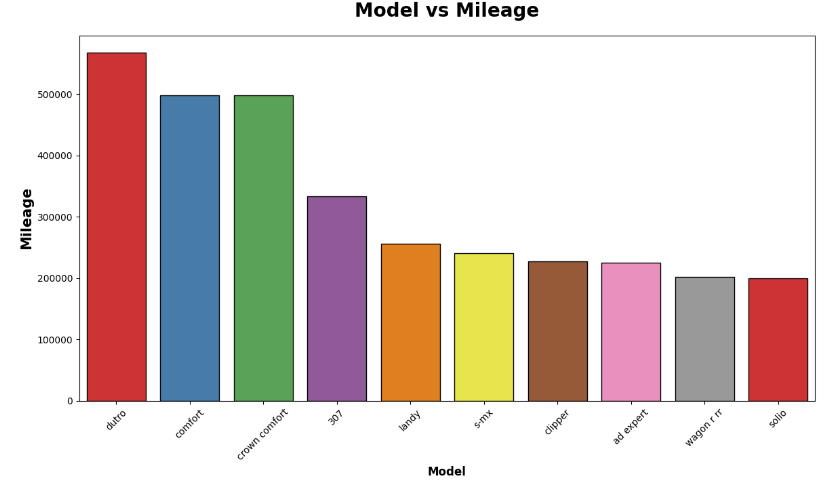 Model vs Mileage
Mileage
500000
400000
300000
200000
100000
0
dutro
comfort
crown comfort
307
landy
s-mx
clipper
ad expert
wagon r rr
solio
Model